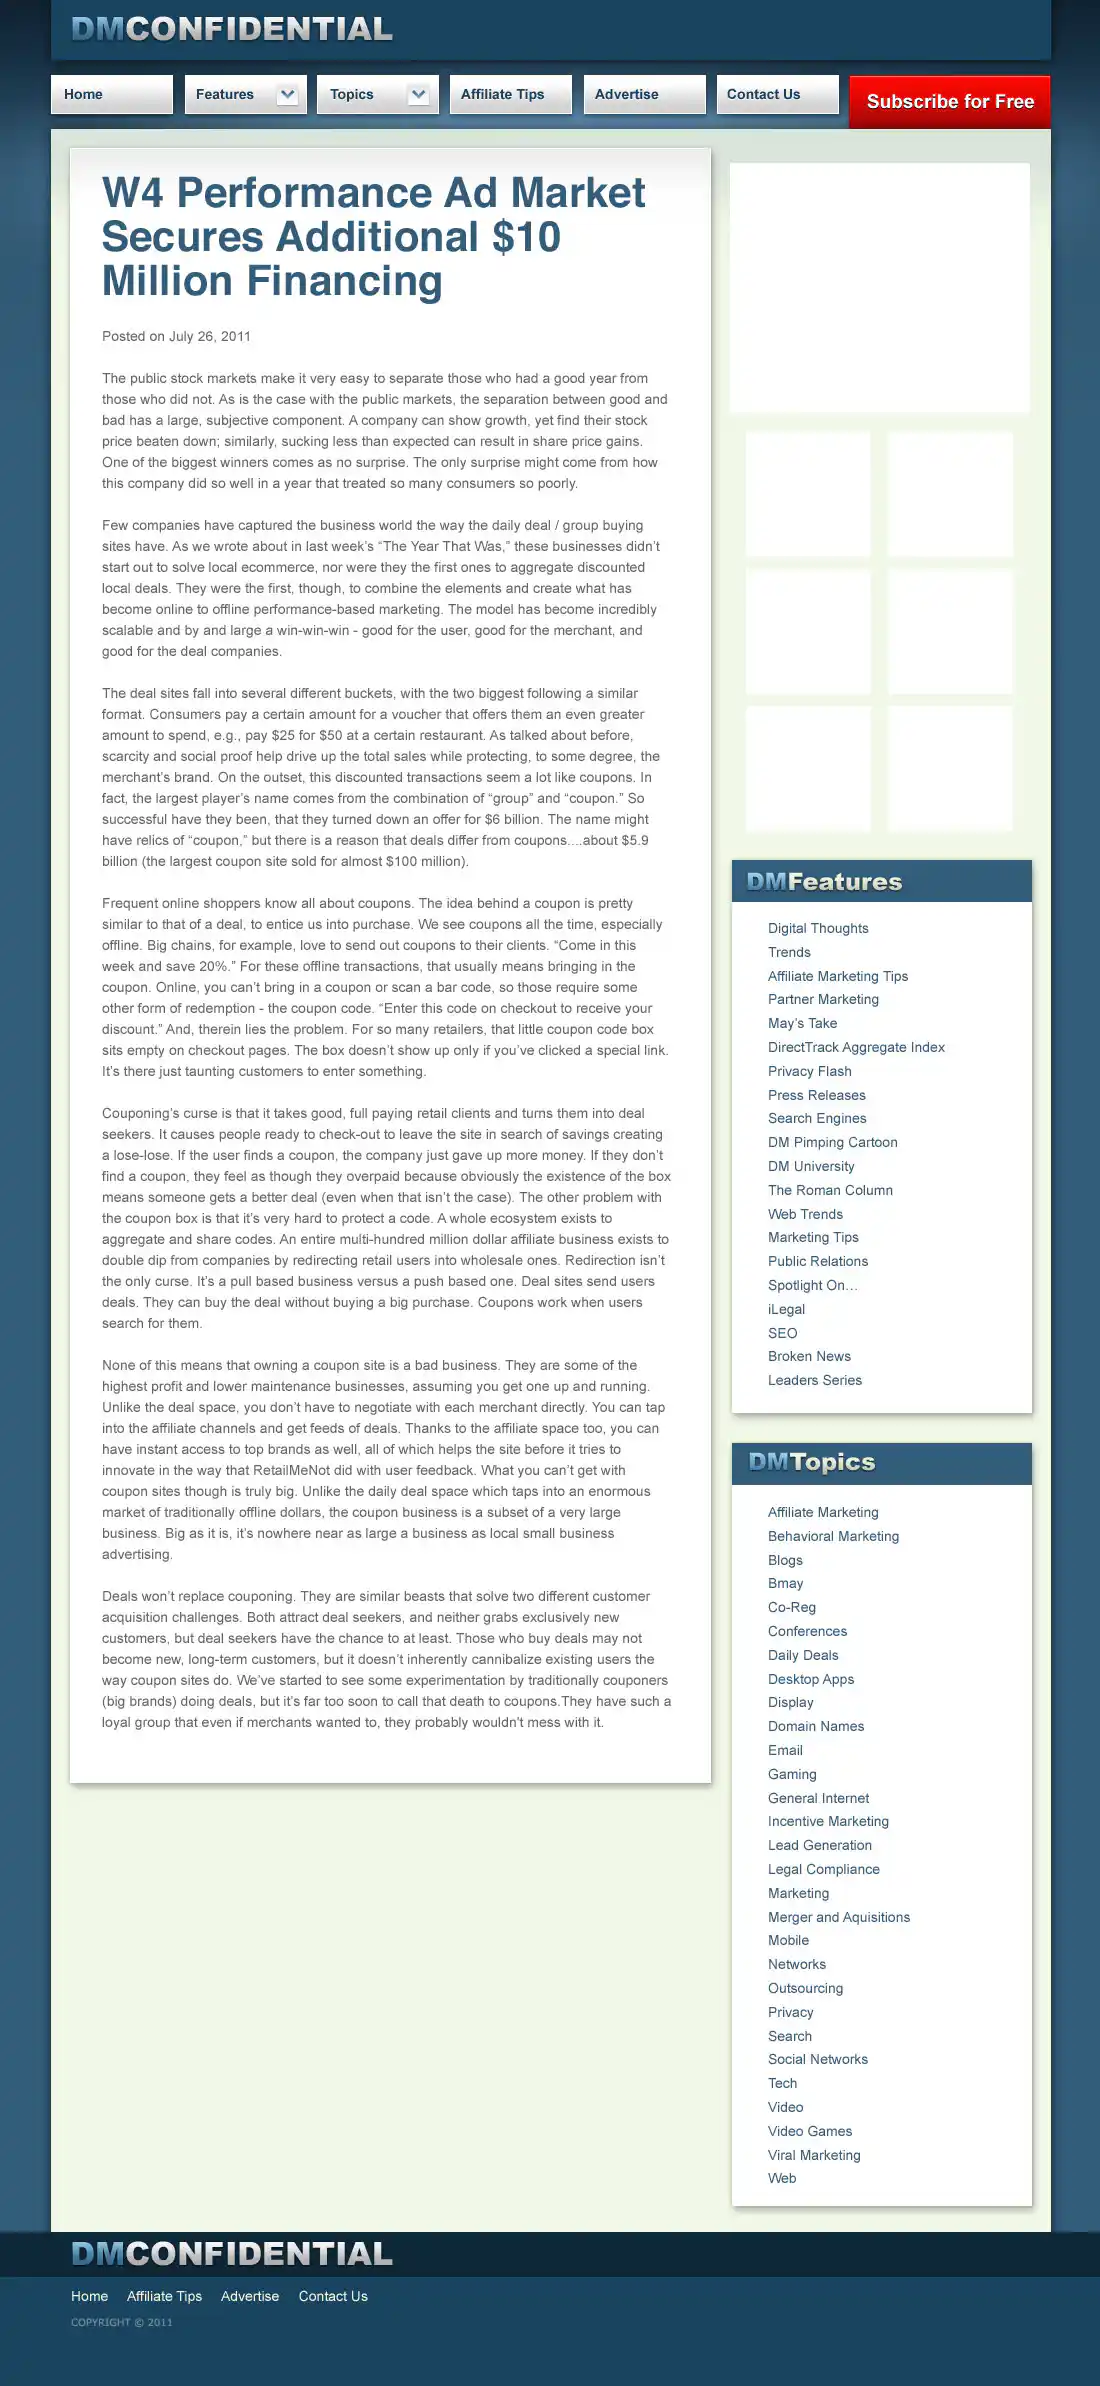 DMCONFIDENTIAL
Home
Features
Topics
Affiliate Tips
Advertise
Contact Us
Subscribe for Free
W4 Performance Ad Market
Secures Additional $10
Million Financing
Posted on July 26, 2011
The public stock markets make it very easy to separate those who had a good year from
those who did not. As is the case with the public markets, the separation between good and
bad has a large, subjective component. A company can show growth, yet find their stock
price beaten down; similarly, sucking less than expected can result in share price gains.
One of the biggest winners comes as no surprise. The only surprise might come from how
this company did so well in a year that treated so many consumers so poorly.
Few companies have captured the business world the way the daily deal / group buying
sites have. As we wrote about in last week’s “The Year That Was,” these businesses didn’t
start out to solve local ecommerce, nor were they the first ones to aggregate discounted
local deals. They were the first, though, to combine the elements and create what has
become online to offline performance-based marketing. The model has become incredibly
scalable and by and large a win-win-win - good for the user, good for the merchant, and
good for the deal companies.
The deal sites fall into several different buckets, with the two biggest following a similar
format. Consumers pay a certain amount for a voucher that offers them an even greater
amount to spend, e.g., pay $25 for $50 at a certain restaurant. As talked about before,
scarcity and social proof help drive up the total sales while protecting, to some degree, the
merchant’s brand. On the outset, this discounted transactions seem a lot like coupons. In
fact, the largest player’s name comes from the combination of “group” and “coupon.” So
successful have they been, that they turned down an offer for $6 billion. The name might
have relics of “coupon,” but there is a reason that deals differ from coupons....about $5.9
billion (the largest coupon site sold for almost $100 million).
Frequent online shoppers know all about coupons. The idea behind a coupon is pretty
similar to that of a deal, to entice us into purchase. We see coupons all the time, especially
offline. Big chains, for example, love to send out coupons to their clients. “Come in this
week and save 20%.” For these offline transactions, that usually means bringing in the
coupon. Online, you can’t bring in a coupon or scan a bar code, so those require some
other form of redemption - the coupon code. “Enter this code on checkout to receive your
discount.” And, therein lies the problem. For so many retailers, that little coupon code box
sits empty on checkout pages. The box doesn’t show up only if you’ve clicked a special link.
It’s there just taunting customers to enter something.
Couponing’s curse is that it takes good, full paying retail clients and turns them into deal
seekers. It causes people ready to check-out to leave the site in search of savings creating
a lose-lose. If the user finds a coupon, the company just gave up more money. If they don’t
find a coupon, they feel as though they overpaid because obviously the existence of the box
means someone gets a better deal (even when that isn’t the case). The other problem with
the coupon box is that it’s very hard to protect a code. A whole ecosystem exists to
aggregate and share codes. An entire multi-hundred million dollar affiliate business exists to
double dip from companies by redirecting retail users into wholesale ones. Redirection isn’t
the only curse. It’s a pull based business versus a push based one. Deal sites send users
deals. They can buy the deal without buying a big purchase. Coupons work when users
search for them.
None of this means that owning a coupon site is a bad business. They are some of the
highest profit and lower maintenance businesses, assuming you get one up and running.
Unlike the deal space, you don’t have to negotiate with each merchant directly. You can tap
into the affiliate channels and get feeds of deals. Thanks to the affiliate space too, you can
have instant access to top brands as well, all of which helps the site before it tries to
innovate in the way that RetailMeNot did with user feedback. What you can’t get with
coupon sites though is truly big. Unlike the daily deal space which taps into an enormous
market of traditionally offline dollars, the coupon business is a subset of a very large
business. Big as it is, it’s nowhere near as large a business as local small business
advertising.
Deals won’t replace couponing. They are similar beasts that solve two different customer
acquisition challenges. Both attract deal seekers, and neither grabs exclusively new
customers, but deal seekers have the chance to at least. Those who buy deals may not
become new, long-term customers, but it doesn’t inherently cannibalize existing users the
way coupon sites do. We’ve started to see some experimentation by traditionally couponers
(big brands) doing deals, but it’s far too soon to call that death to coupons.They have such a
loyal group that even if merchants wanted to, they probably wouldn't mess with it.
DMFeatures
Digital Thoughts
Trends
Affiliate Marketing Tips
Partner Marketing
May’s Take
DirectTrack Aggregate Index
Privacy Flash
Press Releases
Search Engines
DM Pimping Cartoon
DM University
The Roman Column
Web Trends
Marketing Tips
Public Relations
Spotlight On…
iLegal
SEO
Broken News
Leaders Series
DMTopics
Affiliate Marketing
Behavioral Marketing
Blogs
Bmay
Co-Reg
Conferences
Daily Deals
Desktop Apps
Display
Domain Names
Email
Gaming
General Internet
Incentive Marketing
Lead Generation
Legal Compliance
Marketing
Merger and Aquisitions
Mobile
Networks
Outsourcing
Privacy
Search
Social Networks
Tech
Video
Video Games
Viral Marketing
Web
DMCONFIDENTIAL
Home
Affiliate Tips
Advertise
Contact Us
COPYRIGHT © 2011